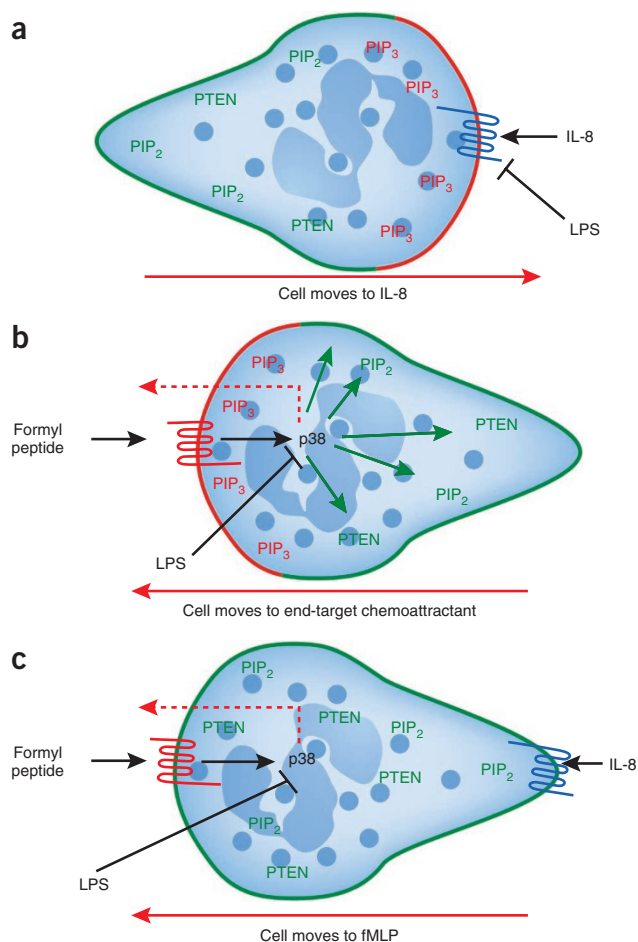 a
PIP2
PIP3
PIP3
PTEN
IL-8
PIP2
PIP2
PIP3
PTEN
PIP3
LPS
Cell moves to IL-8
b
PIP3
PIP2
PIP3
PTEN
Formyl
peptide
p38
PIP3
PIP2
PTEN
PIP3
LPS
Cell moves to end-target chemoattractant
c
PIP2
PTEN
PTEN
PIP2
Formyl
peptide
p38
PTEN
PIP2
IL-8
PIP2
LPS
PTEN
Cell moves to fMLP